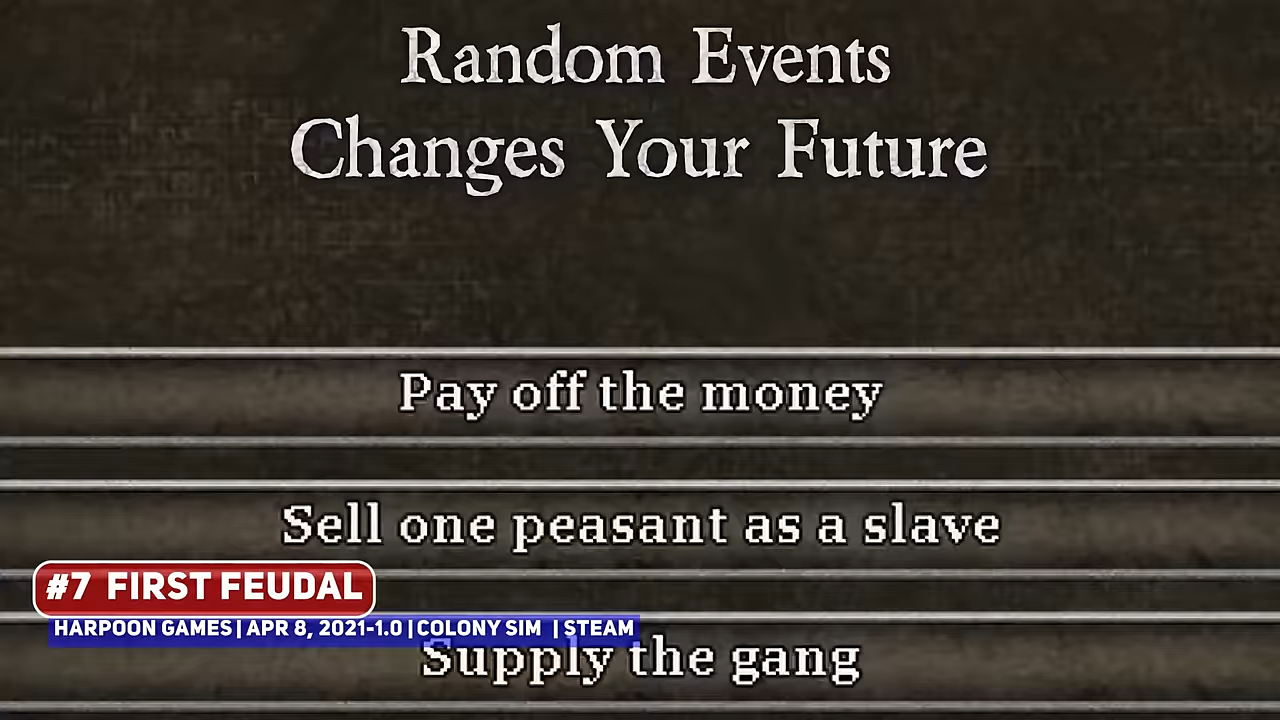 Random Events
Changes Your Future
Pay off the money
Sell one peasant as a slave
#7 FIRST FEUDAL
HARPOON GAMES | APR 8, 2021-1.0 | COLONY SIM | STEAM
Supply the gang